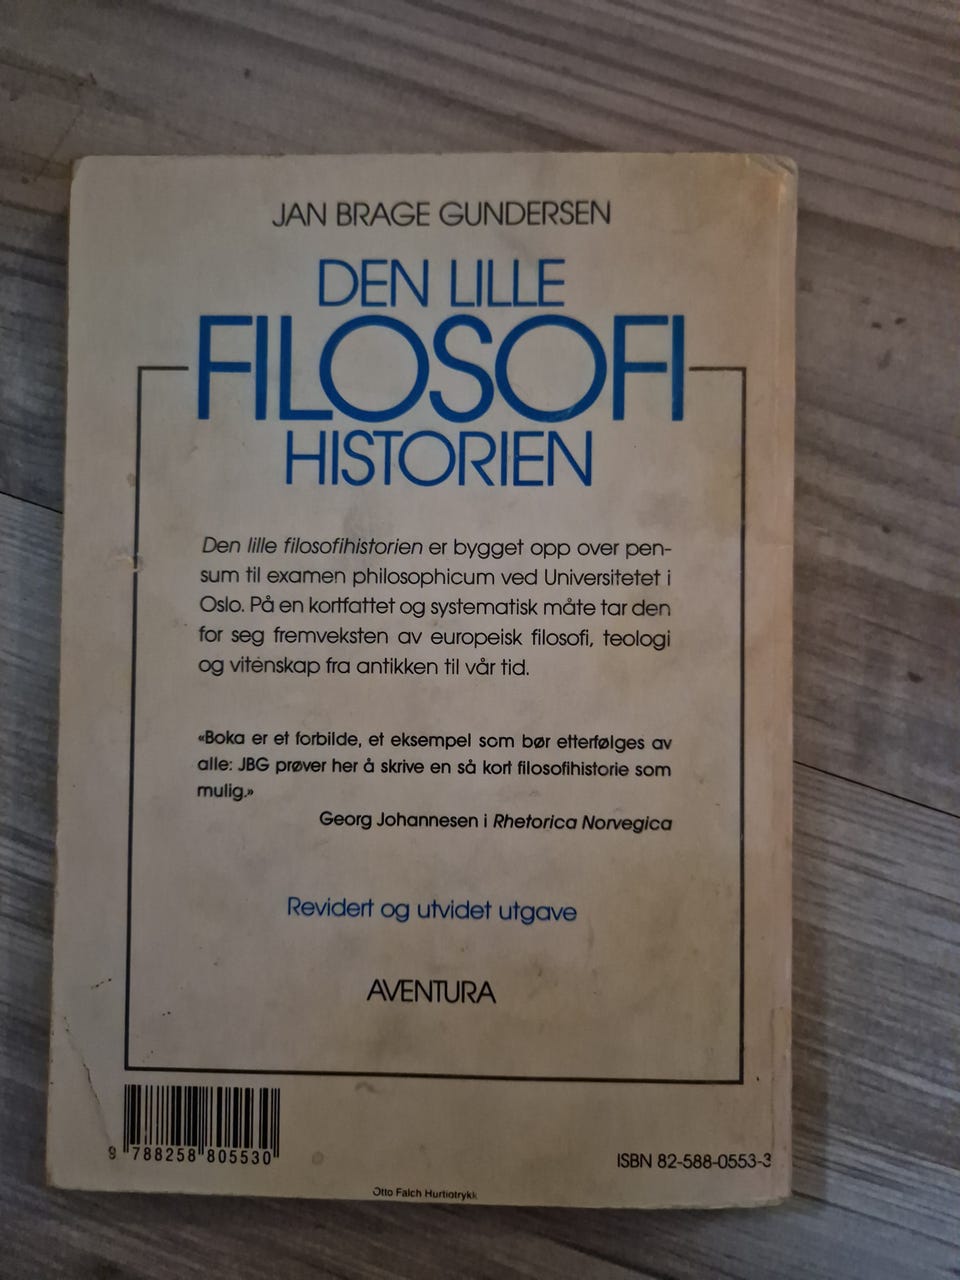 JAN BRAGE GUNDERSEN
DEN LILLE
FILOSOFI
HISTORIEN
Den lille filosofihistorien er bygget opp over pen-
sum til examen philosophicum ved Universitetet i
Oslo. På en kortfattet og systematisk måte tar den
for seg fremveksten av europeisk filosofi, teologi
og vitenskap fra antikken til vår tid.
«Boka er et forbilde, et eksempel som bør etterfølges av
alle: JBG prøver her å skrive en så kort filosofihistorie som
mulig.»
Georg Johannesen i Rhetorica Norvegica
Revidert og utvidet utgave
AVENTURA
9 788258 805530
ISBN 82-588-0553-3
Otto Falch Hurtiotrykk